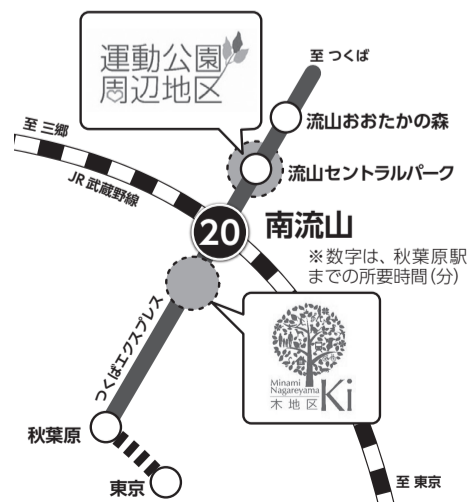 運動公園
周辺地区
至 つくば
流山おおたかの森
至 三郷
流山セントラルパーク
JR 武蔵野線
20
南流山
※数字は、秋葉原駅
までの所要時間（分）
つくばエクスプレス
Minami
Nagareyama
木地区
Ki
秋葉原
東京
至 東京